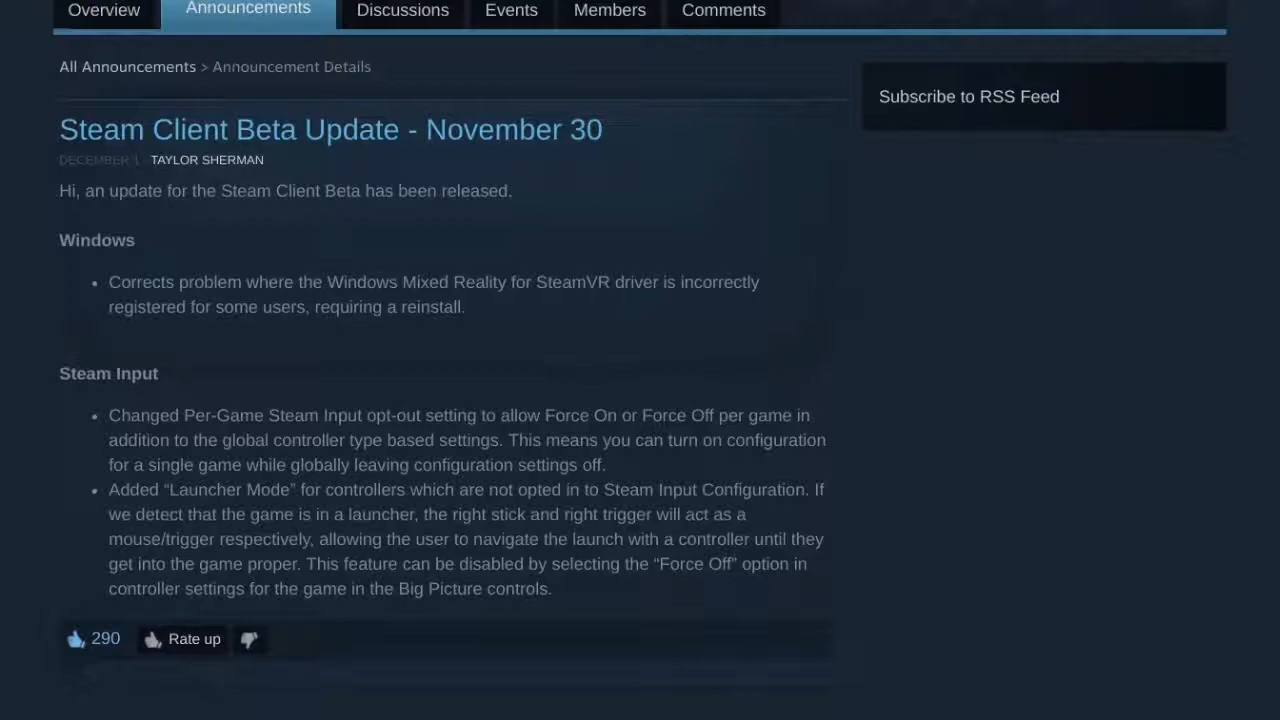 Overview Announcements Discussions Events Members Comments
All Announcements > Announcement Details
Subscribe to RSS Feed
Steam Client Beta Update - November 30
DECEMBER 1 - TAYLOR SHERMAN
Hi, an update for the Steam Client Beta has been released.
Windows
• Corrects problem where the Windows Mixed Reality for SteamVR driver is incorrectly
registered for some users, requiring a reinstall.
Steam Input
• Changed Per-Game Steam Input opt-out setting to allow Force On or Force Off per game in
addition to the global controller type based settings. This means you can turn on configuration
for a single game while globally leaving configuration settings off.
• Added “Launcher Mode” for controllers which are not opted in to Steam Input Configuration. If
we detect that the game is in a launcher, the right stick and right trigger will act as a
mouse/trigger respectively, allowing the user to navigate the launch with a controller until they
get into the game proper. This feature can be disabled by selecting the “Force Off” option in
controller settings for the game in the Big Picture controls.
290 Rate up